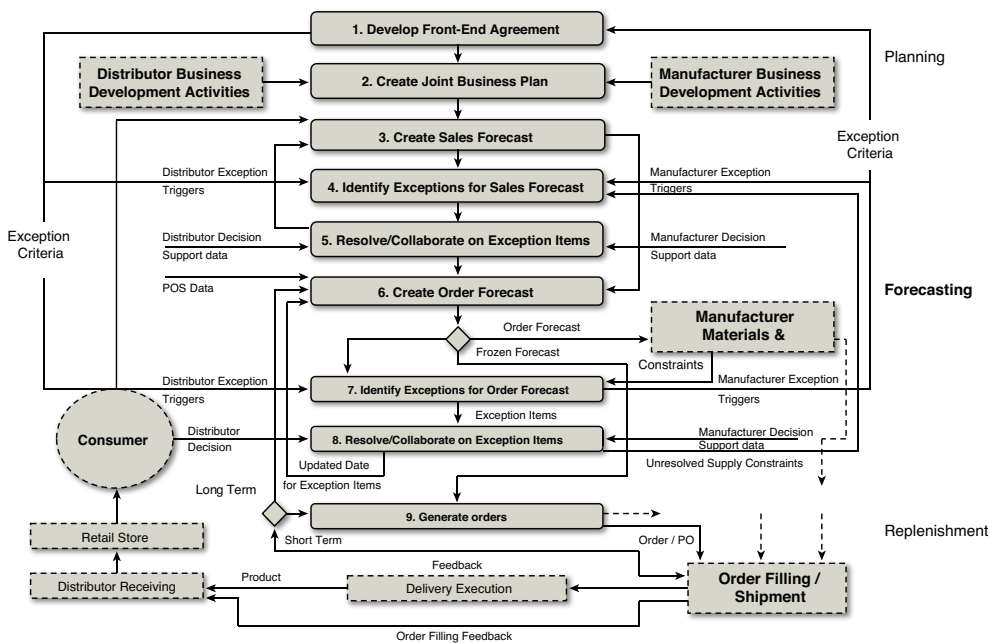 1. Develop Front-End Agreement
Planning
Distributor Business
Development Activities
2. Create Joint Business Plan
Manufacturer Business
Development Activities
3. Create Sales Forecast
Exception
Criteria
Distributor Exception
Triggers
4. Identify Exceptions for Sales Forecast
Manufacturer Exception
Triggers
Exception
Criteria
Distributor Decision
Support data
5. Resolve/Collaborate on Exception Items
Manufacturer Decision
Support data
POS Data
6. Create Order Forecast
Forecasting
Order Forecast
Manufacturer
Materials &
Frozen Forecast
Constraints
Distributor Exception
Triggers
7. Identify Exceptions for Order Forecast
Manufacturer Exception
Triggers
Exception Items
Consumer
Distributor
Decision
8. Resolve/Collaborate on Exception Items
Manufacturer Decision
Support data
Unresolved Supply Constraints
Updated Date
for Exception Items
Long Term
9. Generate orders
Short Term
Order / PO
Replenishment
Retail Store
Feedback
Distributor Receiving
Product
Delivery Execution
Order Filling /
Shipment
Order Filling Feedback